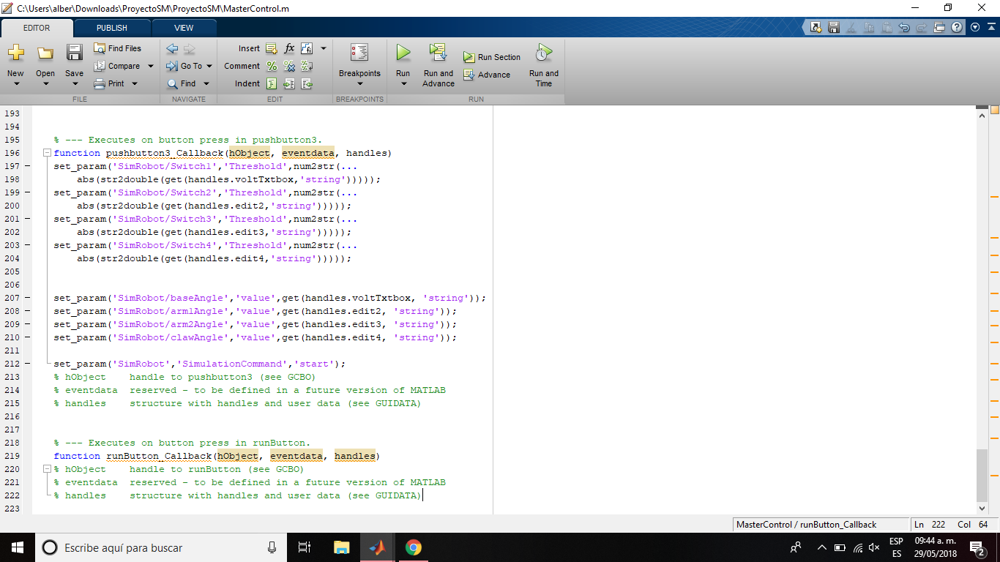 C:\Users\alber\Downloads\ProyectoSM\ProyectoSM\MasterControl.m
EDITOR PUBLISH VIEW
New Open Save Find Files Compare Print
Go To Find
Insert Comment Indent
Breakpoints
Run Run and Advance Run Section Advance Run and Time
FILE NAVIGATE EDIT BREAKPOINTS RUN
193
194
195 % --- Executes on button press in pushbutton3.
196 function pushbutton3_Callback(hObject, eventdata, handles)
197 set_param('SimRobot/Switch1','Threshold',num2str(...
198 abs(str2double(get(handles.voltTxtbox,'string')))));
199 set_param('SimRobot/Switch2','Threshold',num2str(...
200 abs(str2double(get(handles.edit2,'string')))));
201 set_param('SimRobot/Switch3','Threshold',num2str(...
202 abs(str2double(get(handles.edit3,'string')))));
203 set_param('SimRobot/Switch4','Threshold',num2str(...
204 abs(str2double(get(handles.edit4,'string')))));
205
206
207 set_param('SimRobot/baseAngle','value',get(handles.voltTxtbox, 'string'));
208 set_param('SimRobot/arm1Angle','value',get(handles.edit2, 'string'));
209 set_param('SimRobot/arm2Angle','value',get(handles.edit3, 'string'));
210 set_param('SimRobot/clawAngle','value',get(handles.edit4, 'string'));
211
212 set_param('SimRobot','SimulationCommand','start');
213 % hObject    handle to pushbutton3 (see GCBO)
214 % eventdata  reserved - to be defined in a future version of MATLAB
215 % handles    structure with handles and user data (see GUIDATA)
216
217
218 % --- Executes on button press in runButton.
219 function runButton_Callback(hObject, eventdata, handles)
220 % hObject    handle to runButton (see GCBO)
221 % eventdata  reserved - to be defined in a future version of MATLAB
222 % handles    structure with handles and user data (see GUIDATA)
223
MasterControl / runButton_Callback Ln 222 Col 64
Escribe aquí para buscar
ESP
ES
09:44 a. m.
29/05/2018
2